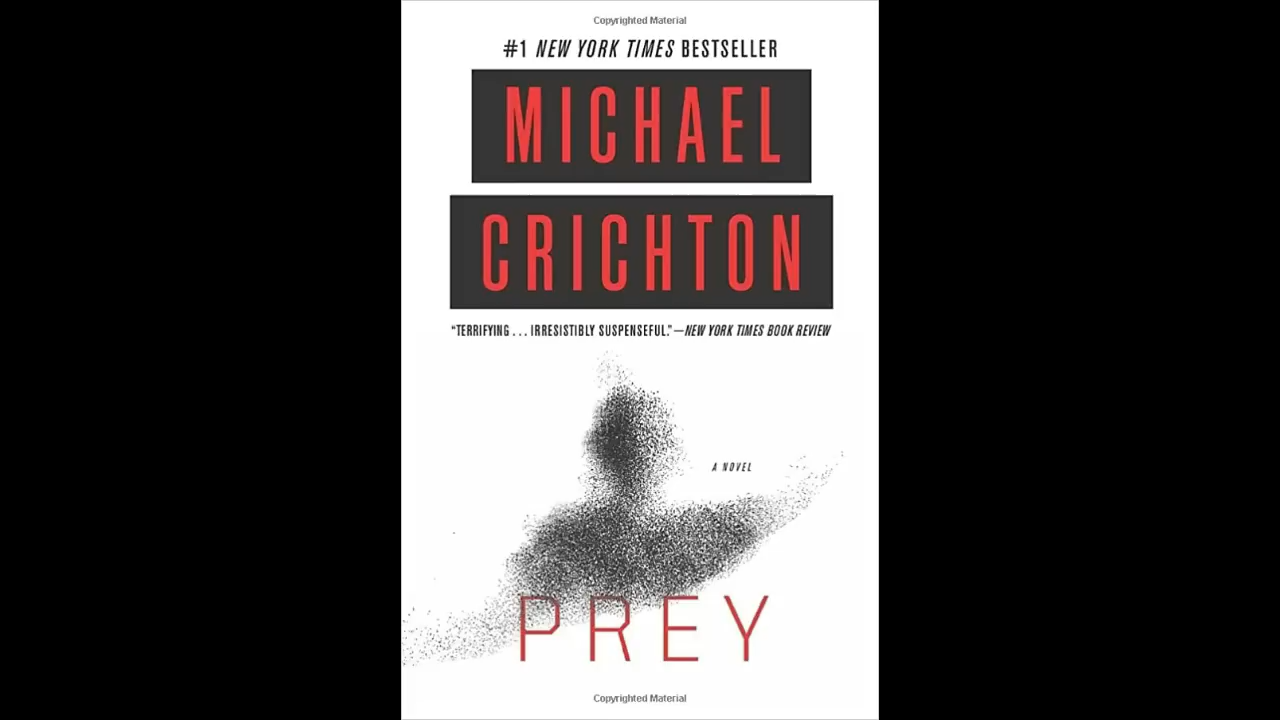 Copyrighted Material
#1 NEW YORK TIMES BESTSELLER
MICHAEL
CRICHTON
“TERRIFYING . . . IRRESISTIBLY SUSPENSEFUL.”—NEW YORK TIMES BOOK REVIEW
A NOVEL
PREY
Copyrighted Material